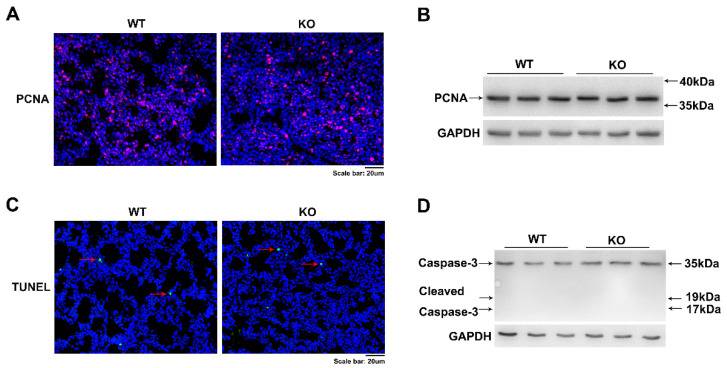 A
WT
KO
PCNA
Scale bar: 20um
B
WT
KO
40kDa
PCNA
35kDa
GAPDH
C
WT
KO
TUNEL
Scale bar: 20um
D
WT
KO
Caspase-3
35kDa
Cleaved
19kDa
Caspase-3
17kDa
GAPDH